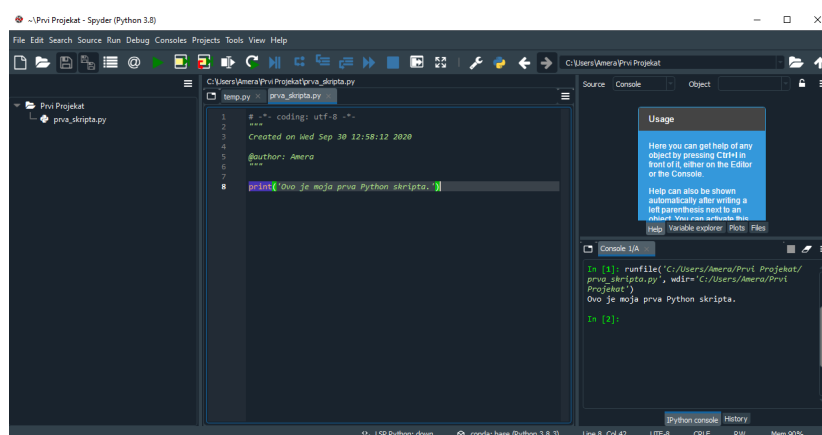 ~\Prvi Projekat - Spyder (Python 3.8)
File Edit Search Source Run Debug Consoles Projects Tools View Help
C:\Users\Amera\Prvi Projekat
Prvi Projekat
prva_skripta.py
C:\Users\Amera\Prvi Projekat\prva_skripta.py
temp.py
prva_skripta.py
1 # -*- coding: utf-8 -*-
2 """
3 Created on Wed Sep 30 12:58:12 2020
4
5 @author: Amera
6 """
7
8 print('Ovo je moja prva Python skripta.')
Source Console Object
Usage
Here you can get help of any
object by pressing Ctrl+I in
front of it, either on the Editor
or the Console.
Help can also be shown
automatically after writing a
left parenthesis next to an
object. You can activate this
Help Variable explorer Plots Files
Console 1/A
In [1]: runfile('C:/Users/Amera/Prvi Projekat/
prva_skripta.py', wdir='C:/Users/Amera/Prvi
Projekat')
Ovo je moja prva Python skripta.
In [2]:
IPython console History
LSP Python: down conda: base (Python 3.8.3) Line 8, Col 42 UTF-8 CRLF RW Mem 90%